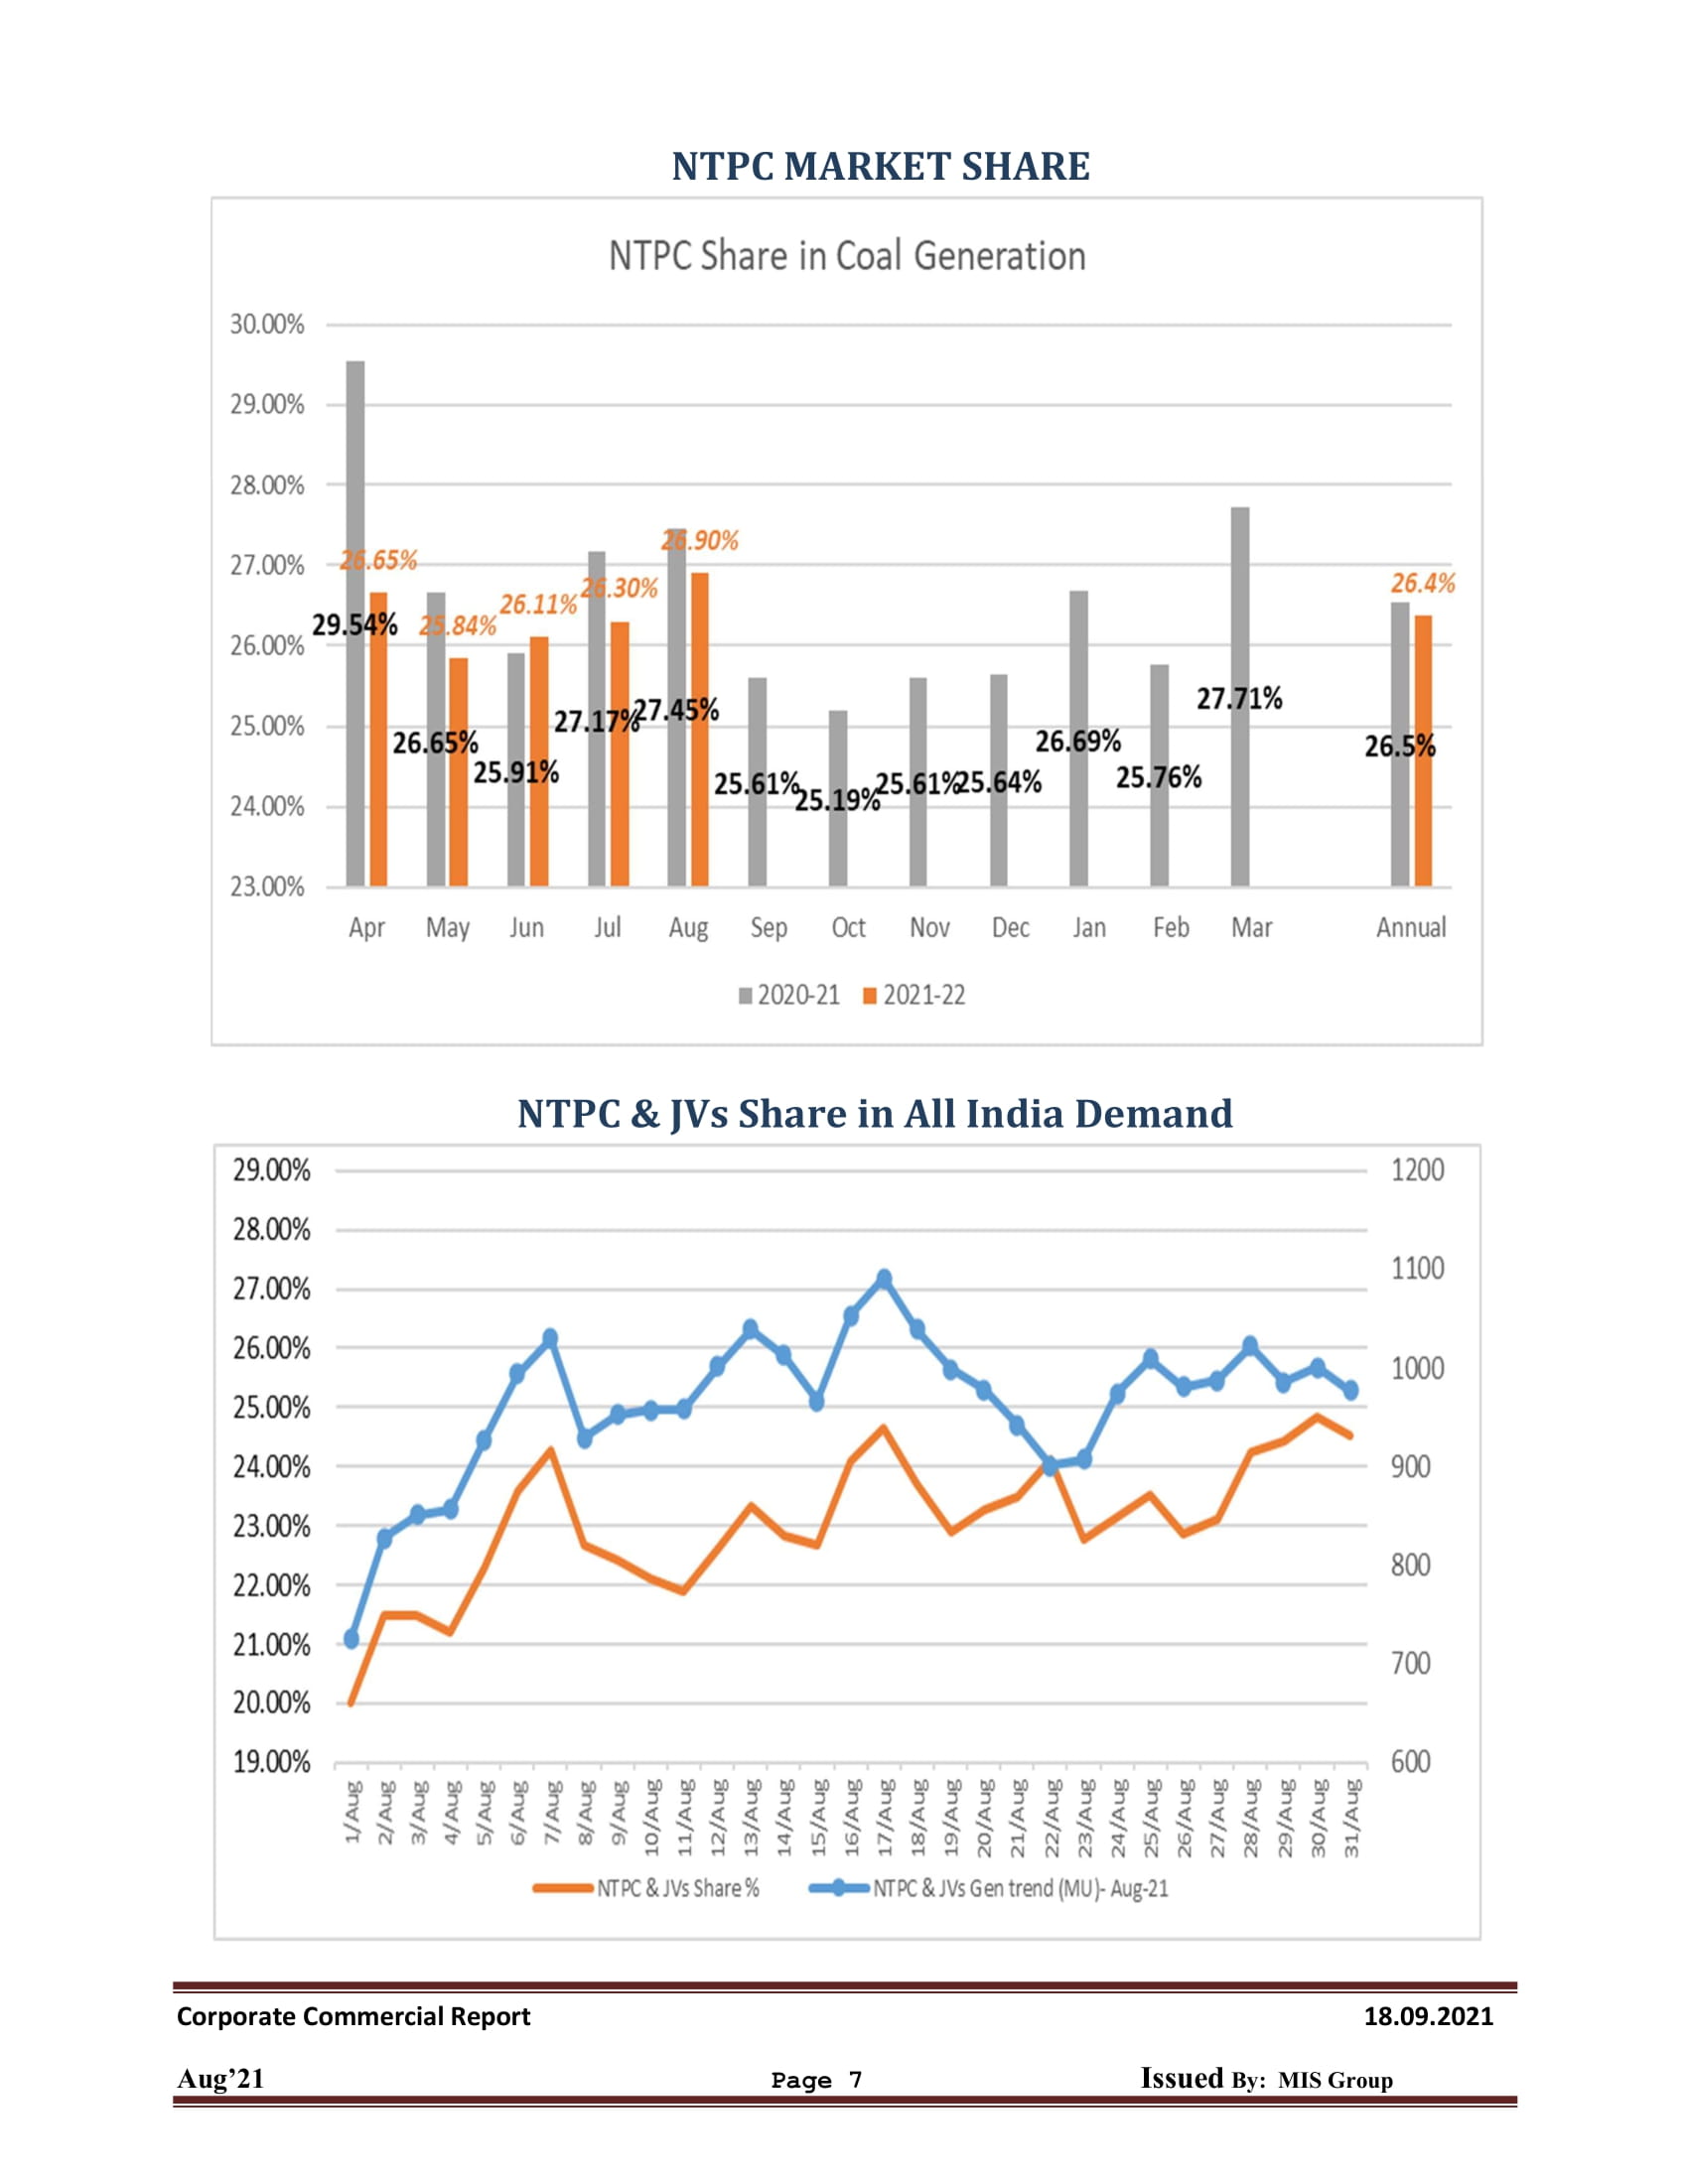 NTPC MARKET SHARE
NTPC Share in Coal Generation
30.00%
29.00%
28.00%
27.00%
26.00%
25.00%
24.00%
23.00%
26.65%
25.84%
26.11%
26.30%
26.90%
26.4%
29.54%
26.65%
25.91%
27.17%
27.45%
25.61%
25.19%
25.61%
25.64%
26.69%
25.76%
27.71%
26.5%
Apr May Jun Jul Aug Sep Oct Nov Dec Jan Feb Mar Annual
2020-21 2021-22
NTPC & JVs Share in All India Demand
29.00%
28.00%
27.00%
26.00%
25.00%
24.00%
23.00%
22.00%
21.00%
20.00%
19.00%
1200
1100
1000
900
800
700
600
1/Aug
2/Aug
3/Aug
4/Aug
5/Aug
6/Aug
7/Aug
8/Aug
9/Aug
10/Aug
11/Aug
12/Aug
13/Aug
14/Aug
15/Aug
16/Aug
17/Aug
18/Aug
19/Aug
20/Aug
21/Aug
22/Aug
23/Aug
24/Aug
25/Aug
26/Aug
27/Aug
28/Aug
29/Aug
30/Aug
31/Aug
NTPC & JVs Share % NTPC & JVs Gen trend (MU)- Aug-21
Corporate Commercial Report 18.09.2021
Aug’21 Page 7 Issued By: MIS Group